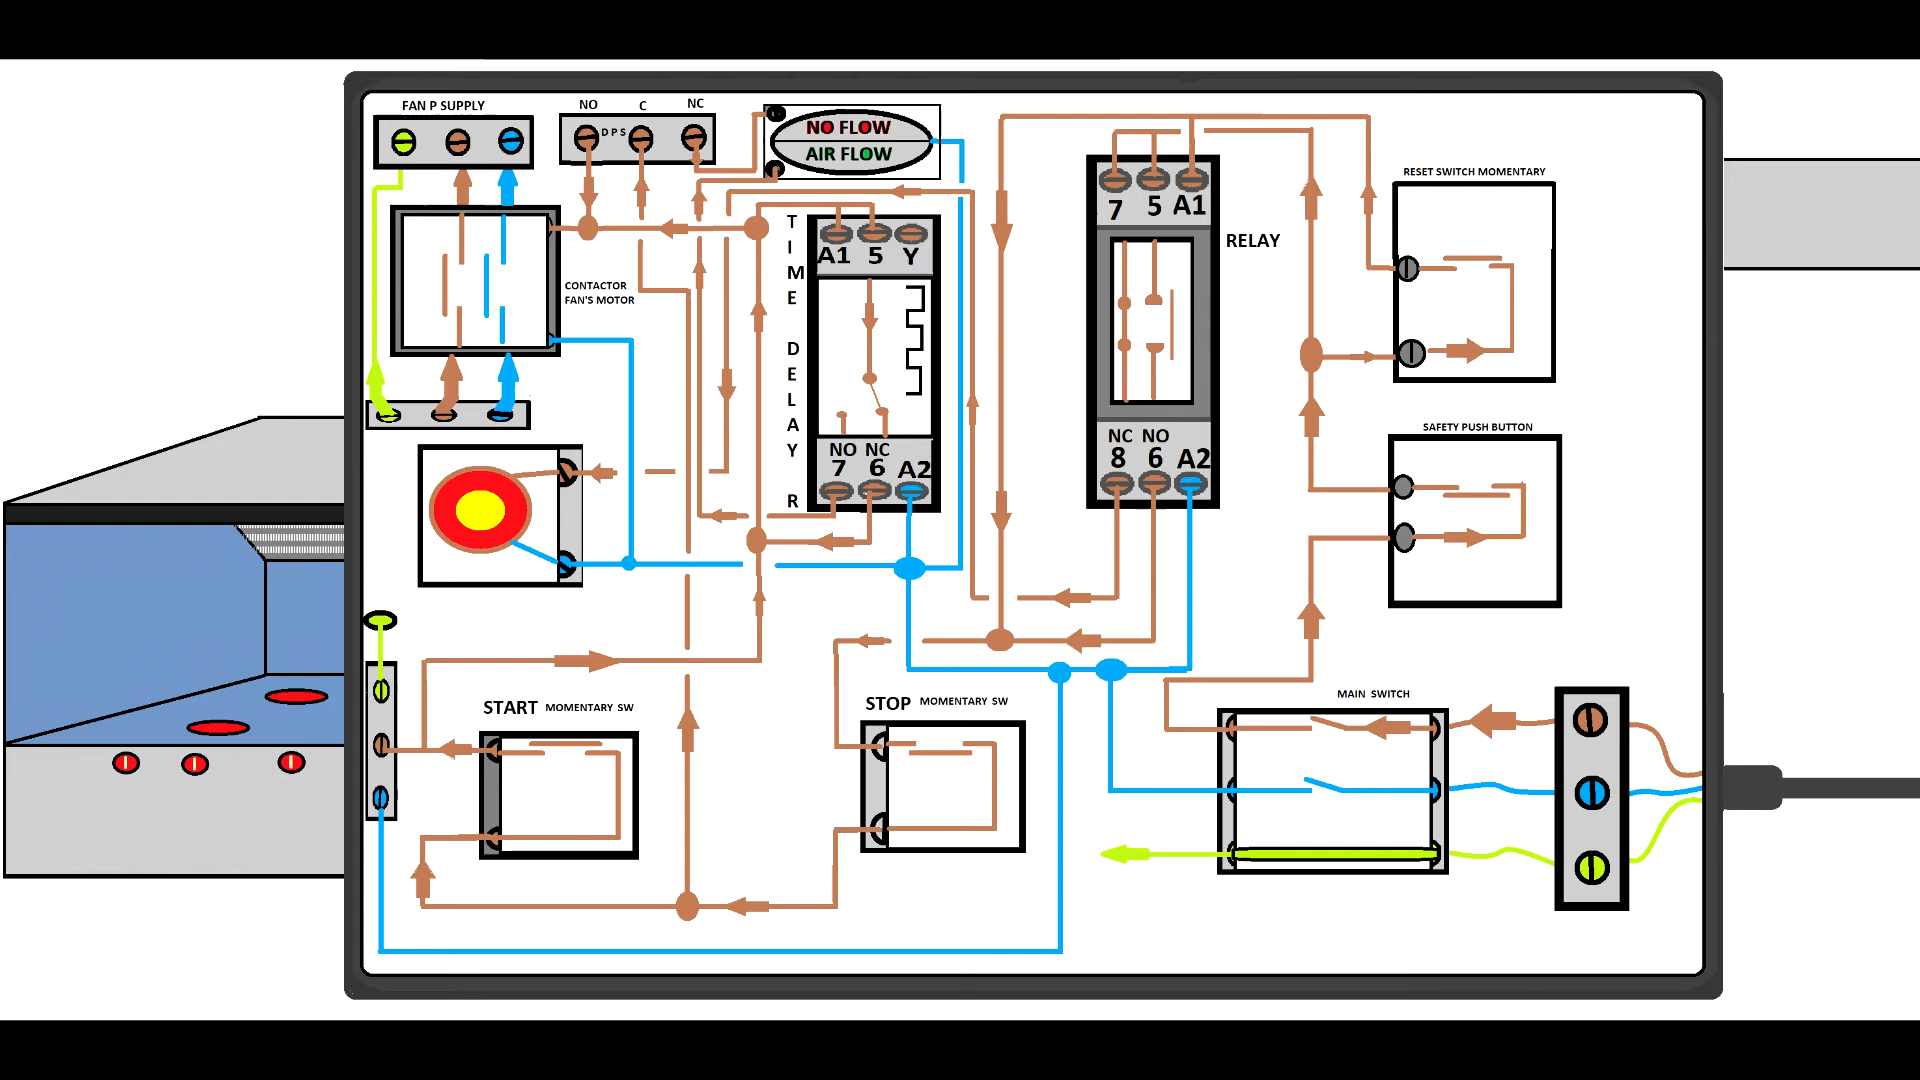 FAN P SUPPLY
NO C NC
DPS
NO FLOW
AIR FLOW
CONTACTOR
FAN'S MOTOR
TIME DELAY R
A1 5 Y
NO NC
7 6 A2
7 5 A1
RELAY
NC NO
8 6 A2
RESET SWITCH MOMENTARY
SAFETY PUSH BUTTON
START MOMENTARY SW
STOP MOMENTARY SW
MAIN SWITCH